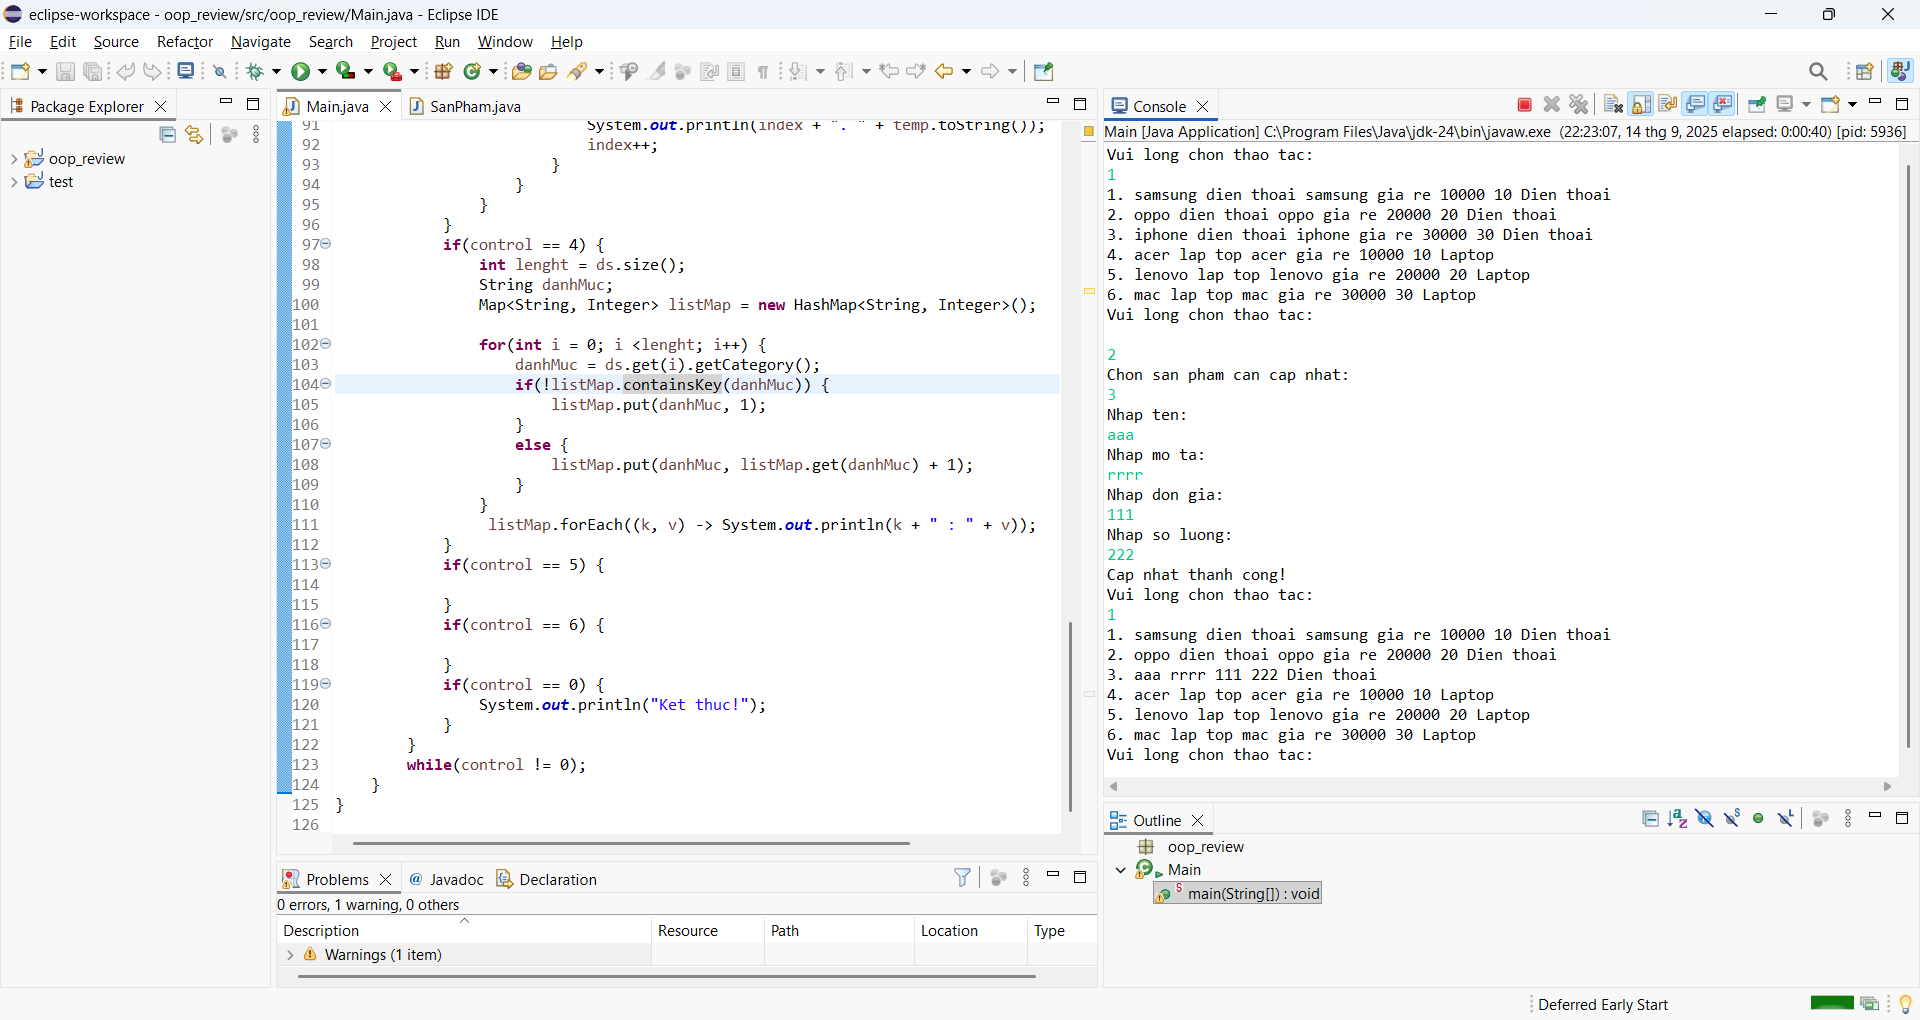 eclipse-workspace - oop_review/src/oop_review/Main.java - Eclipse IDE
File Edit Source Refactor Navigate Search Project Run Window Help
Package Explorer
oop_review
test
Main.java SanPham.java
91 System.out.println(index + ". " + temp.toString());
92 index++;
93 }
94 }
95 }
96 }
97 if(control == 4) {
98 int lenght = ds.size();
99 String danhMuc;
100 Map<String, Integer> listMap = new HashMap<String, Integer>();
101
102 for(int i = 0; i <lenght; i++) {
103 danhMuc = ds.get(i).getCategory();
104 if(!listMap.containsKey(danhMuc)) {
105 listMap.put(danhMuc, 1);
106 }
107 else {
108 listMap.put(danhMuc, listMap.get(danhMuc) + 1);
109 }
110 }
111 listMap.forEach((k, v) -> System.out.println(k + " : " + v));
112 }
113 if(control == 5) {
114
115 }
116 if(control == 6) {
117
118 }
119 if(control == 0) {
120 System.out.println("Ket thuc!");
121 }
122 }
123 while(control != 0);
124 }
125 }
126
Problems @ Javadoc Declaration
0 errors, 1 warning, 0 others
Description Resource Path Location Type
Warnings (1 item)
Console
Main [Java Application] C:\Program Files\Java\jdk-24\bin\javaw.exe (22:23:07, 14 thg 9, 2025 elapsed: 0:00:40) [pid: 5936]
Vui long chon thao tac:
1
1. samsung dien thoai samsung gia re 10000 10 Dien thoai
2. oppo dien thoai oppo gia re 20000 20 Dien thoai
3. iphone dien thoai iphone gia re 30000 30 Dien thoai
4. acer lap top acer gia re 10000 10 Laptop
5. lenovo lap top lenovo gia re 20000 20 Laptop
6. mac lap top mac gia re 30000 30 Laptop
Vui long chon thao tac:
2
Chon san pham can cap nhat:
3
Nhap ten:
aaa
Nhap mo ta:
rrrr
Nhap don gia:
111
Nhap so luong:
222
Cap nhat thanh cong!
Vui long chon thao tac:
1
1. samsung dien thoai samsung gia re 10000 10 Dien thoai
2. oppo dien thoai oppo gia re 20000 20 Dien thoai
3. aaa rrrr 111 222 Dien thoai
4. acer lap top acer gia re 10000 10 Laptop
5. lenovo lap top lenovo gia re 20000 20 Laptop
6. mac lap top mac gia re 30000 30 Laptop
Vui long chon thao tac:
Outline
oop_review
Main
main(String[]) : void
Deferred Early Start